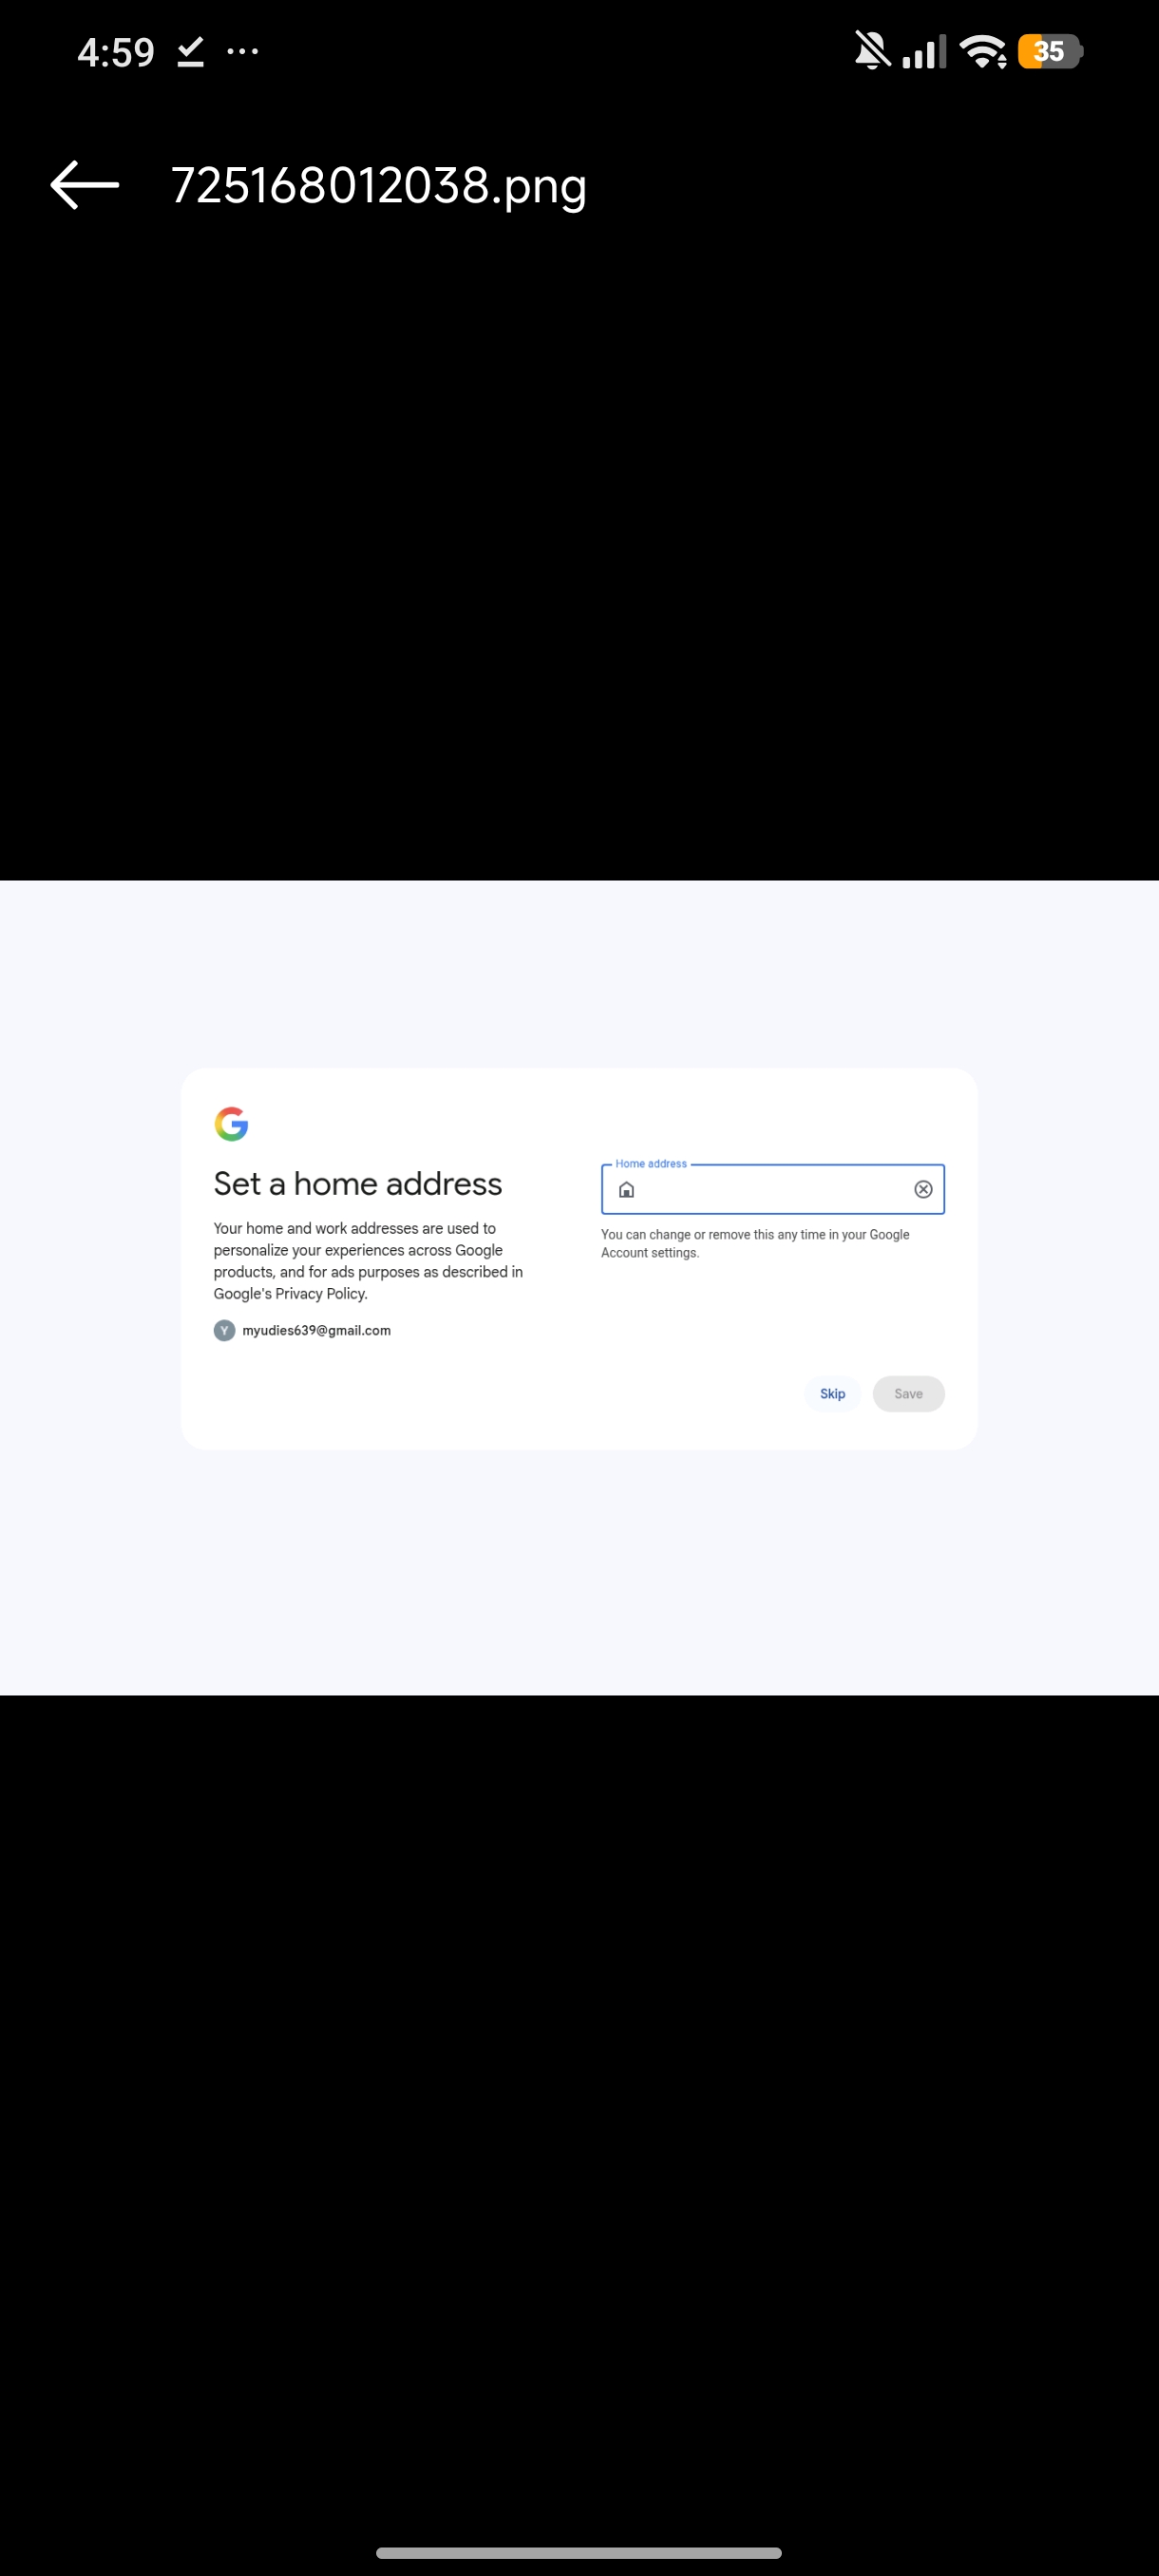 4:59
35
725168012038.png
Set a home address
Your home and work addresses are used to
personalize your experiences across Google
products, and for ads purposes as described in
Google's Privacy Policy.
Y myudies639@gmail.com
Home address
You can change or remove this any time in your Google
Account settings.
Skip Save